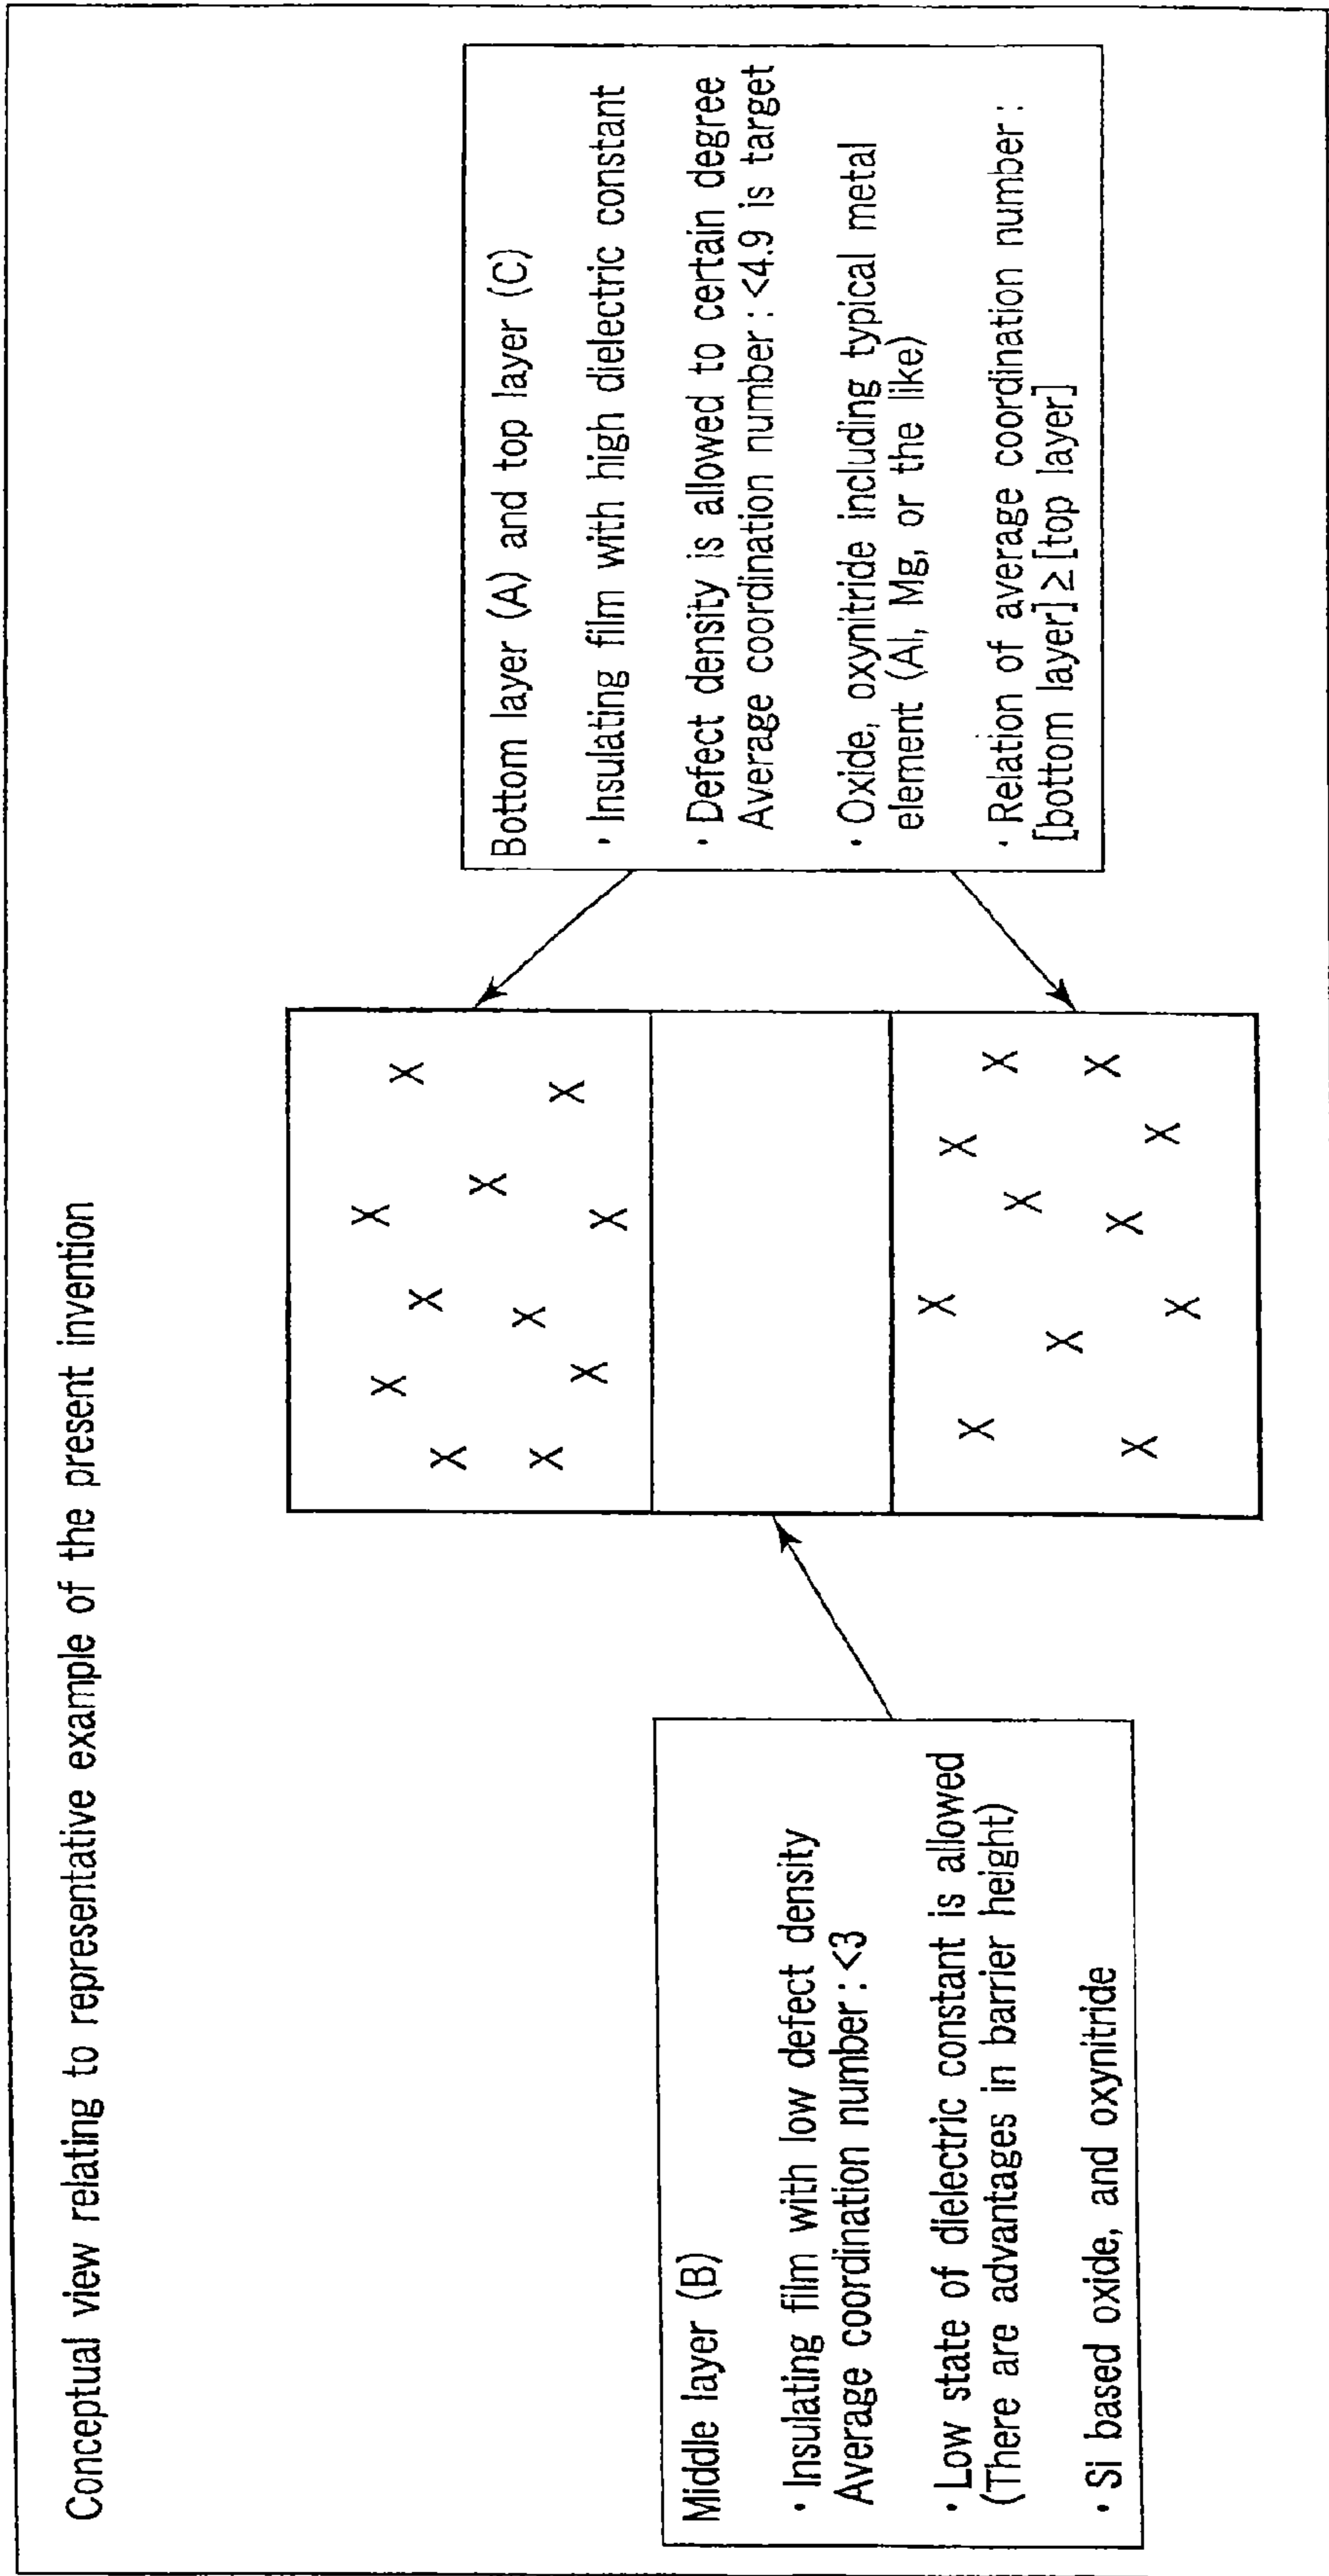 Conceptual view relating to representative example of the present invention
Middle layer (B)
· Insulating film with low defect density
Average coordination number : <3
· Low state of dielectric constant is allowed
(There are advantages in barrier height)
· Si based oxide, and oxynitride
X X X X X X X X X X X
X X X X X X X X X X X
Bottom layer (A) and top layer (C)
· Insulating film with high dielectric constant
· Defect density is allowed to certain degree
Average coordination number : <4.9 is target
· Oxide, oxynitride including typical metal
element (Al, Mg, or the like)
· Relation of average coordination number :
[bottom layer] ≥ [top layer]